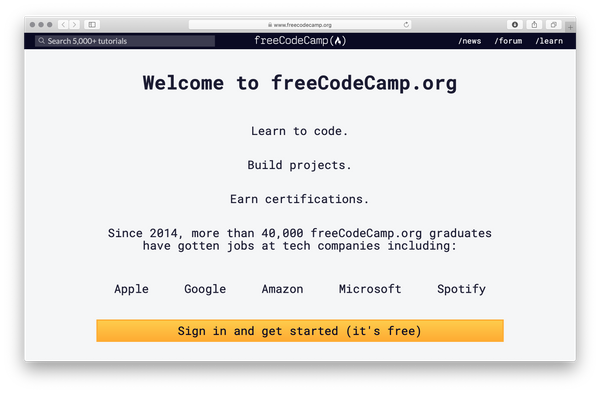 www.freecodecamp.org
Search 5,000+ tutorials
freeCodeCamp(🔥)
/news /forum /learn
Welcome to freeCodeCamp.org
Learn to code.
Build projects.
Earn certifications.
Since 2014, more than 40,000 freeCodeCamp.org graduates
have gotten jobs at tech companies including:
Apple Google Amazon Microsoft Spotify
Sign in and get started (it's free)